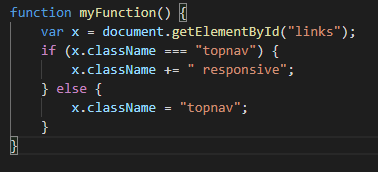 function myFunction() {
    var x = document.getElementById("links");
    if (x.className === "topnav") {
        x.className += " responsive";
    } else {
        x.className = "topnav";
    }
}